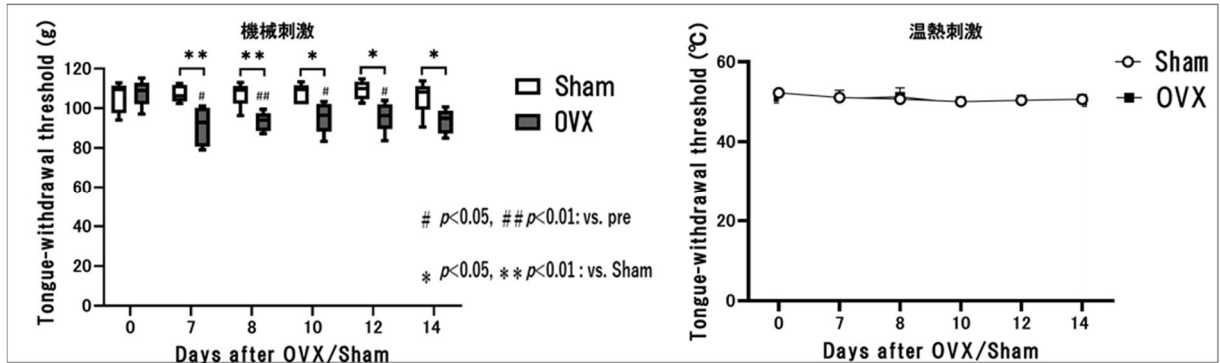 機械刺激
Tongue-withdrawal threshold (g)
120
100
80
60
40
20
0
** ** * * *
# ## # #
Sham
OVX
# p<0.05, ##p<0.01: vs. pre
* p<0.05, **p<0.01: vs. Sham
0 7 8 10 12 14
Days after OVX/Sham
温熱刺激
Tongue-withdrawal threshold (℃)
60
40
20
0
Sham
OVX
0 7 8 10 12 14
Days after OVX/Sham